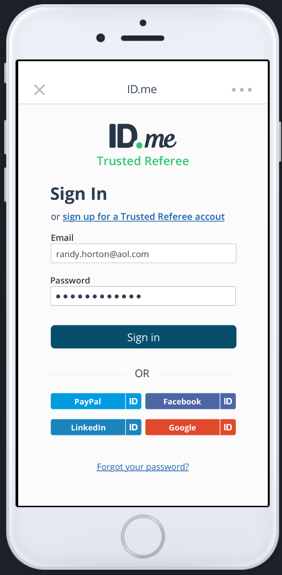 ID.me
ID.me
Trusted Referee
Sign In
or sign up for a Trusted Referee accout
Email
randy.horton@aol.com
Password
Sign in
OR
PayPal ID Facebook ID
LinkedIn ID Google ID
Forgot your password?